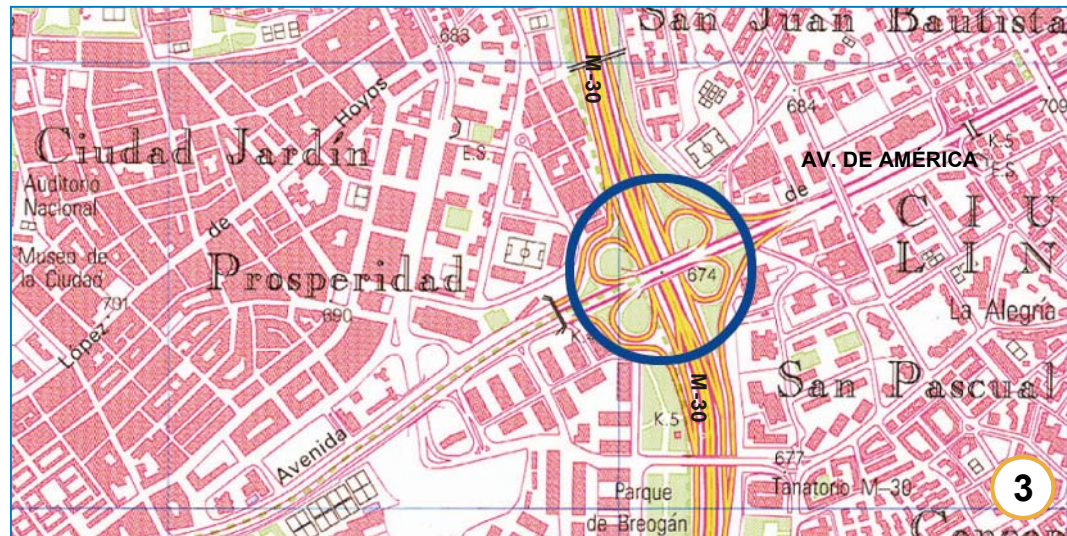 San Juan Bautista
683
M-30
Hoyos
684
709
Ciudad Jardín
E.S.
K.5
AV. DE AMÉRICA
E.S.
Auditorio
Nacional
de
de
CIU
LIN
Museo de
la Ciudad
Prosperidad
674
701
690
La Alegría
López
San Pascual
M-30
K.5
Avenida
677
Parque
de Breogán
Tanatorio M-30
3